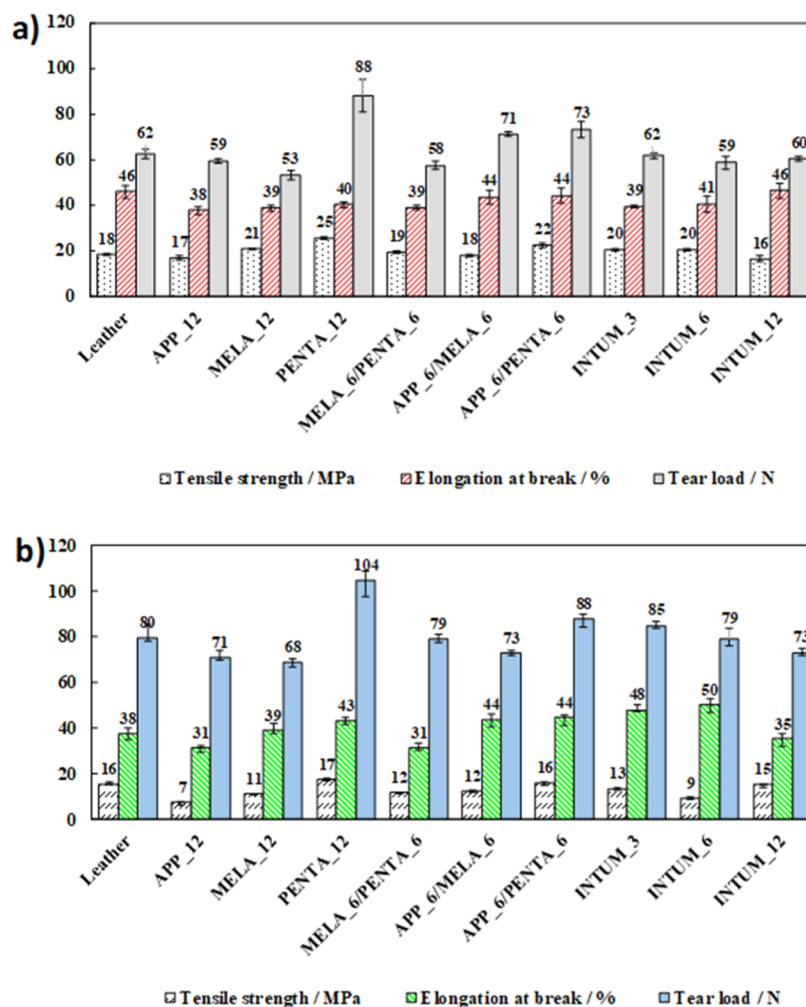 a)
120
100
80
60
40
20
0
18 46 62
17 38 59
21 39 53
25 40 88
19 39 58
18 44 71
22 44 73
20 39 62
20 41 59
16 46 60
Leather
APP_12
MELA_12
PENTA_12
MELA_6/PENTA_6
APP_6/MELA_6
APP_6/PENTA_6
INTUM_3
INTUM_6
INTUM_12
Tensile strength / MPa Elongation at break / % Tear load / N
b)
120
100
80
60
40
20
0
16 38 80
7 31 71
11 39 68
17 43 104
12 31 79
12 44 73
16 44 88
13 48 85
9 50 79
15 35 73
Leather
APP_12
MELA_12
PENTA_12
MELA_6/PENTA_6
APP_6/MELA_6
APP_6/PENTA_6
INTUM_3
INTUM_6
INTUM_12
Tensile strength / MPa Elongation at break / % Tear load / N